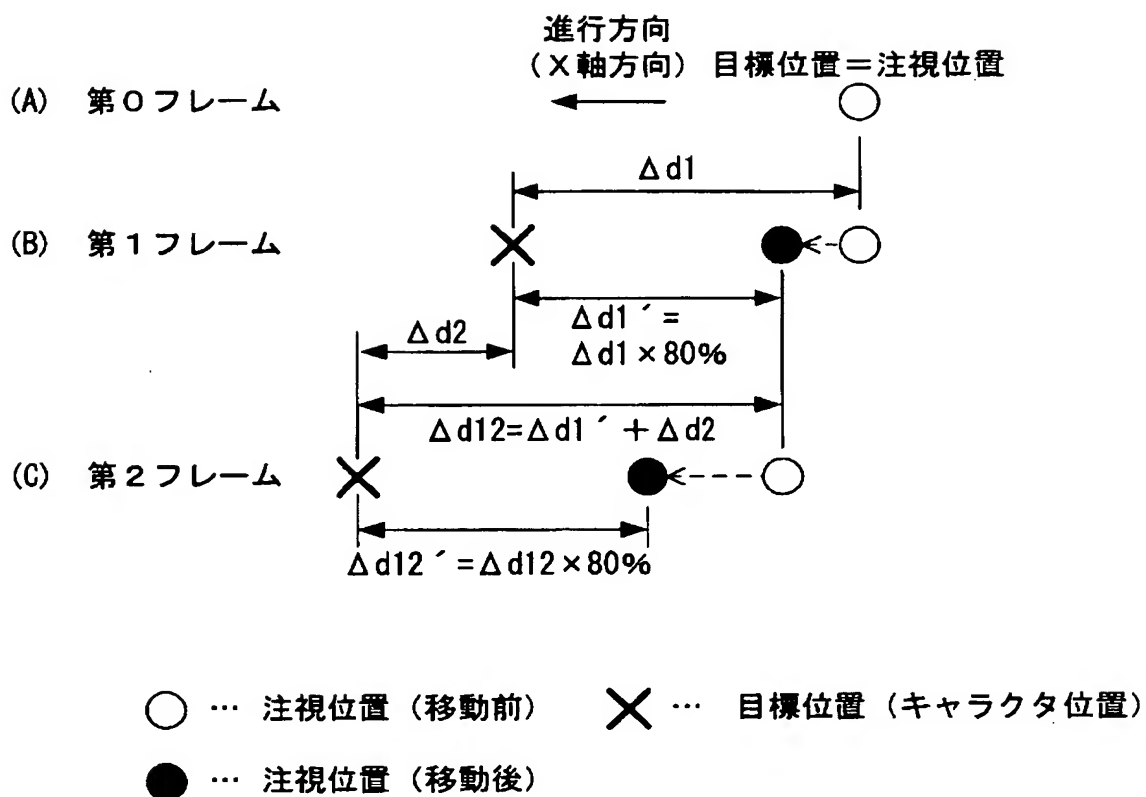 進行方向
(X軸方向) 目標位置=注視位置
(A) 第0フレーム
Δd1
(B) 第1フレーム
Δd1´=
Δd1×80%
Δd2
Δd12=Δd1´+Δd2
(C) 第2フレーム
Δd12´=Δd12×80%
○ … 注視位置(移動前) × … 目標位置(キャラクタ位置)
● … 注視位置(移動後)